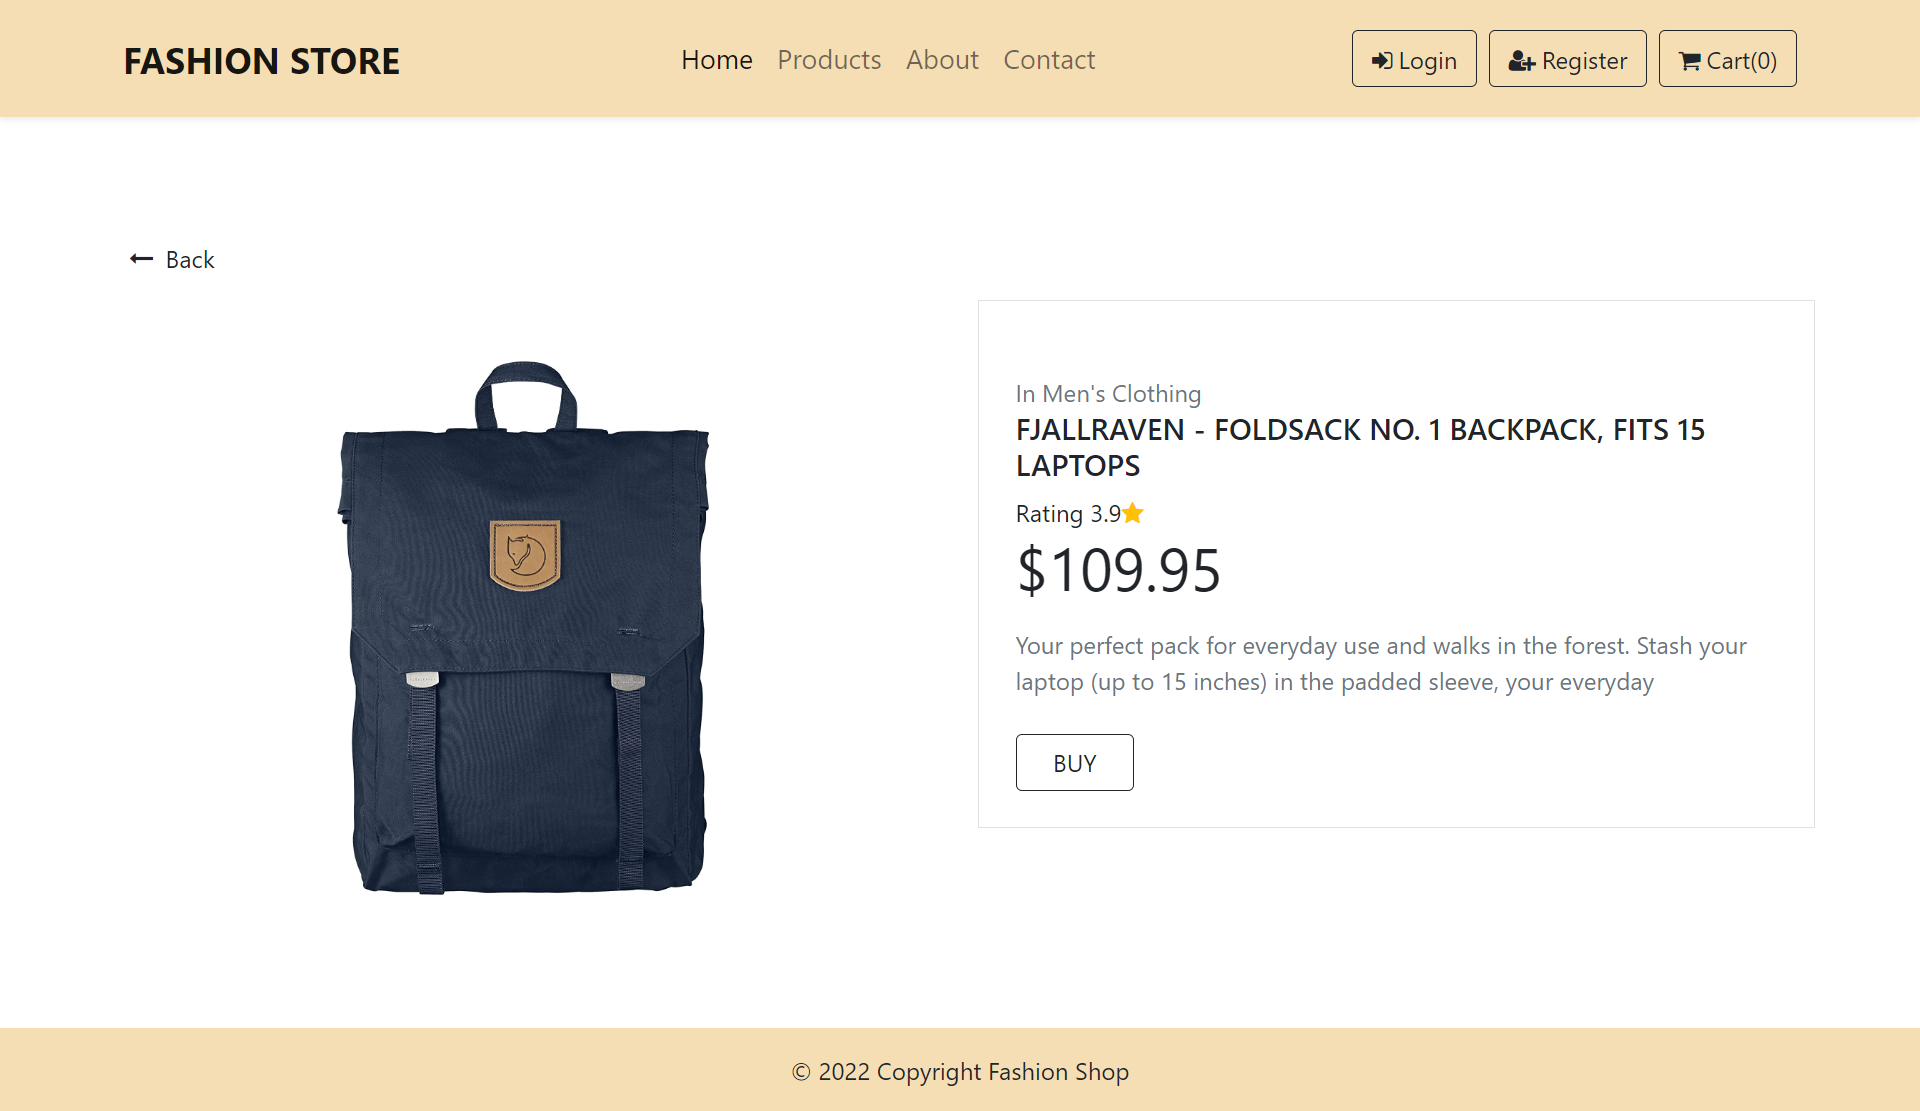 FASHION STORE
Home Products About Contact
Login Register Cart(0)
Back
In Men's Clothing
FJALLRAVEN - FOLDSACK NO. 1 BACKPACK, FITS 15
LAPTOPS
Rating 3.9
$109.95
Your perfect pack for everyday use and walks in the forest. Stash your
laptop (up to 15 inches) in the padded sleeve, your everyday
BUY
© 2022 Copyright Fashion Shop